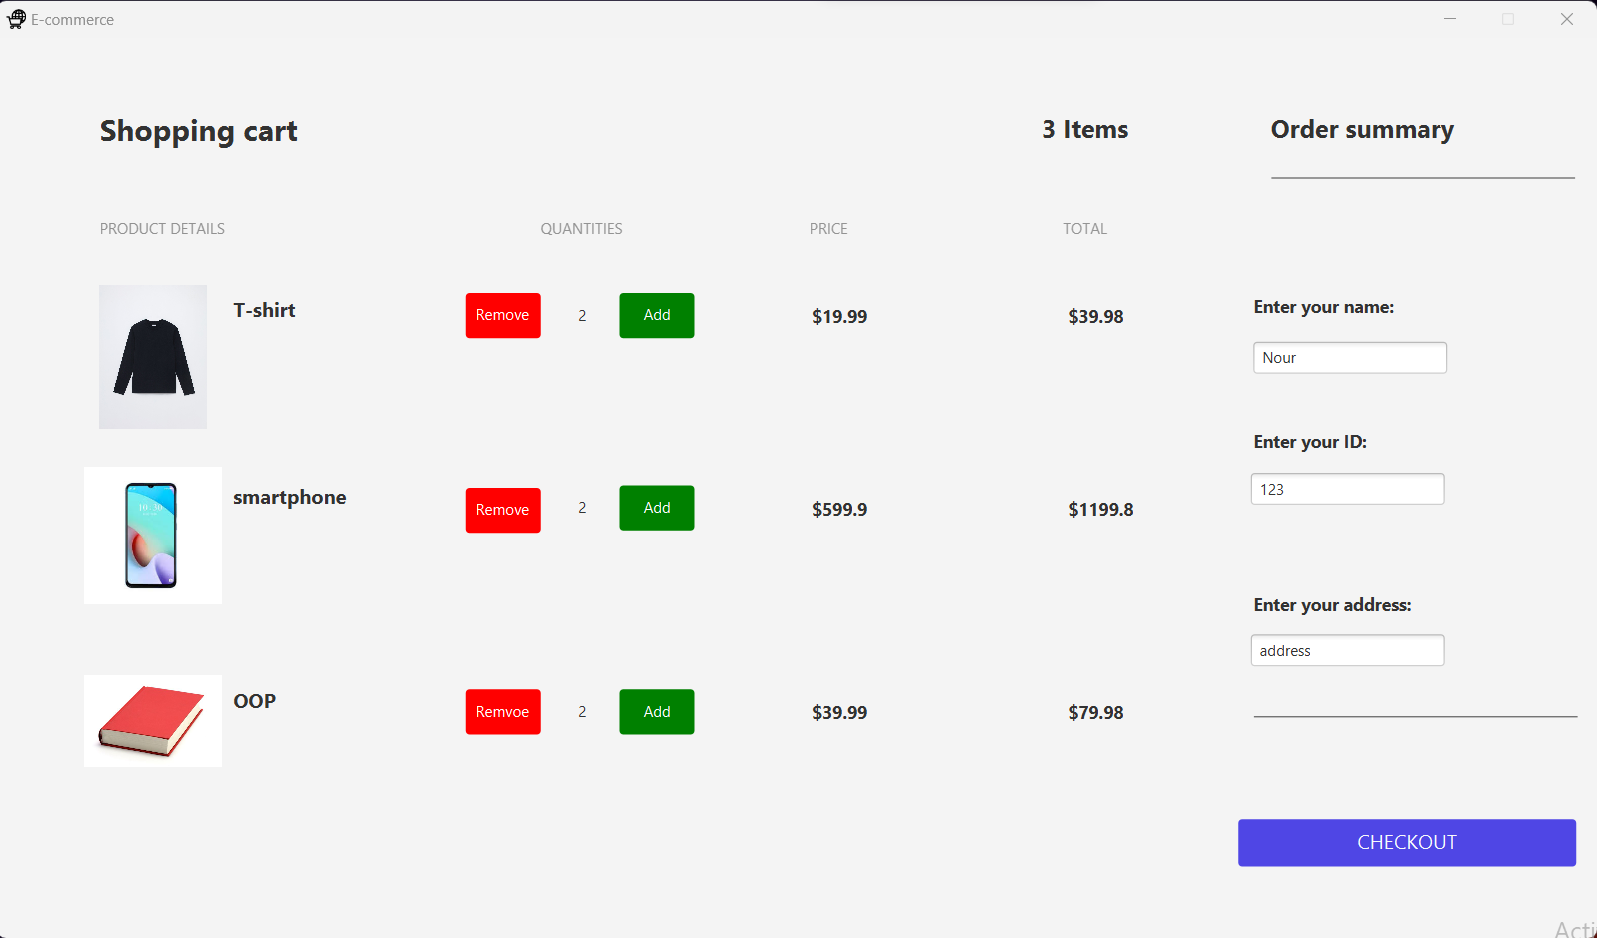 E-commerce
Shopping cart
3 Items
Order summary
PRODUCT DETAILS
QUANTITIES
PRICE
TOTAL
T-shirt
Remove
2
Add
$19.99
$39.98
Enter your name:
Nour
Enter your ID:
123
smartphone
Remove
2
Add
$599.9
$1199.8
10:30
Enter your address:
address
OOP
Remvoe
2
Add
$39.99
$79.98
CHECKOUT